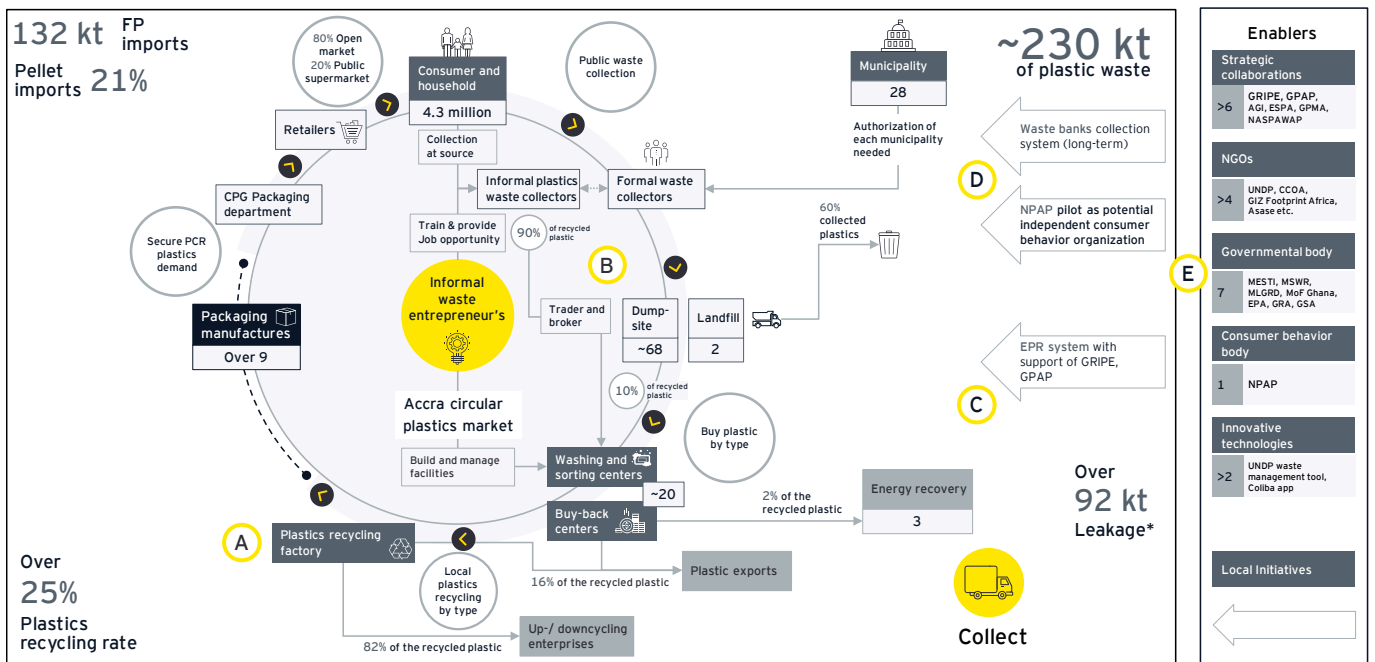 132 kt FP
imports
Pellet
imports 21%
80% Open
market
20% Public
supermarket
Retailers
CPG Packaging
department
Secure PCR
plastics
demand
Packaging
manufactures
Over 9
Consumer and
household
4.3 million
Collection
at source
Public waste
collection
Informal plastics
waste collectors
Formal waste
collectors
Train & provide
Job opportunity
90% of recycled
plastic
B
Informal
waste
entrepreneur's
Trader and
broker
Dump-
site
~68
Landfill
2
10% of recycled
plastic
Accra circular
plastics market
Build and manage
facilities
Washing and
sorting centers
~20
Buy-back
centers
Buy plastic
by type
A
Plastics recycling
factory
Local
plastics
recycling
by type
16% of the recycled plastic
Plastic exports
82% of the recycled plastic
Up-/ downcycling
enterprises
2% of the
recycled plastic
Energy recovery
3
Over
25%
Plastics
recycling rate
Municipality
28
Authorization of
each municipality
needed
60%
collected
plastics
~230 kt
of plastic waste
Waste banks collection
system (long-term)
D
NPAP pilot as potential
independent consumer
behavior organization
EPR system with
support of GRIPE,
GPAP
C
Over
92 kt
Leakage*
Collect
E
Enablers
Strategic
collaborations
>6
GRIPE, GPAP,
AGI, ESPA, GPMA,
NASPAWAP
NGOs
>4
UNDP, CCOA,
GIZ Footprint Africa,
Asase etc.
Governmental body
7
MESTI, MSWR,
MLGRD, MoF Ghana,
EPA, GRA, GSA
Consumer behavior
body
1
NPAP
Innovative
technologies
>2
UNDP waste
management tool,
Coliba app
Local Initiatives